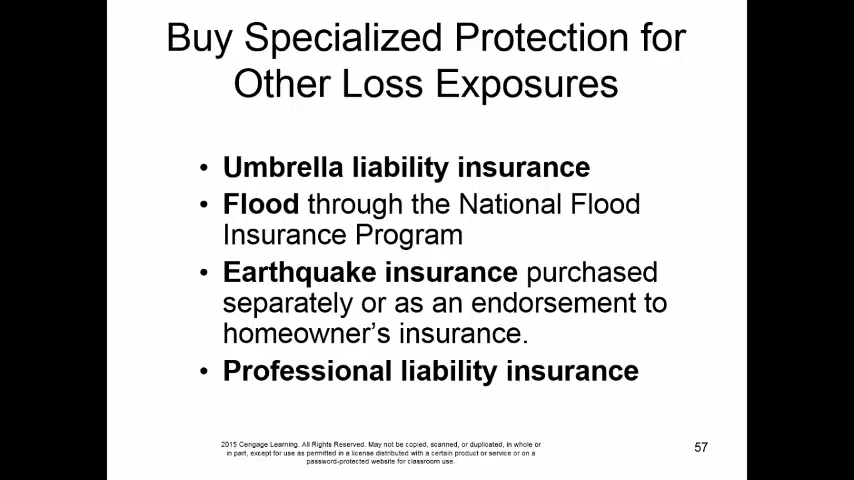 Buy Specialized Protection for
Other Loss Exposures
• Umbrella liability insurance
• Flood through the National Flood
Insurance Program
• Earthquake insurance purchased
separately or as an endorsement to
homeowner's insurance.
• Professional liability insurance
2015 Cengage Learning. All Rights Reserved. May not be copied, scanned, or duplicated, in whole or
in part, except for use as permitted in a license distributed with a certain product or service or on a
password-protected website for classroom use.
57